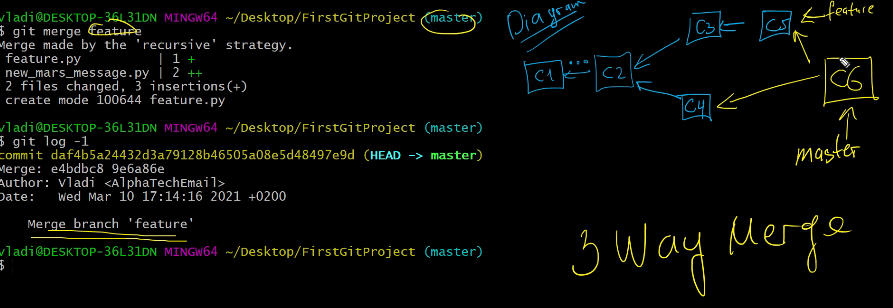 vladi@DESKTOP-36L31DN MINGW64 ~/Desktop/FirstGitProject (master)
$ git merge feature
Merge made by the 'recursive' strategy.
 feature.py          | 1 +
 new_mars_message.py | 2 ++
 2 files changed, 3 insertions(+)
 create mode 100644 feature.py
vladi@DESKTOP-36L31DN MINGW64 ~/Desktop/FirstGitProject (master)
$ git log -1
commit daf4b5a24432d3a79128b46505a08e5d48497e9d (HEAD -> master)
Merge: e4bdbc8 9e6a86e
Author: Vladi <AlphaTechEmail>
Date:   Wed Mar 10 17:14:16 2021 +0200
Merge branch 'feature'
vladi@DESKTOP-36L31DN MINGW64 ~/Desktop/FirstGitProject (master)
$
Diagram
C1 ... C2
C3
C5
feature
C4
C6
master
3 Way Merge